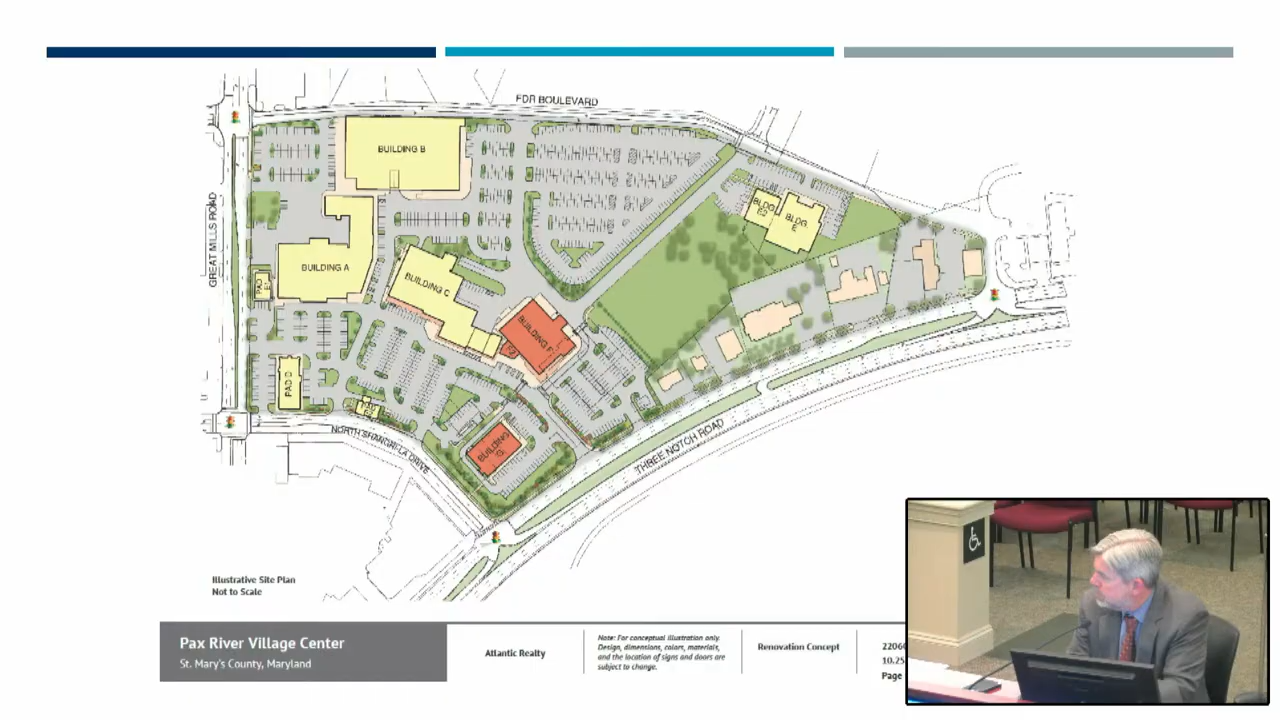 FDR BOULEVARD
BUILDING B
GREAT MILLS ROAD
BLDG.
BLDG.
E
BUILDING A
BUILDING C
BUILDING F
PAD D
BUILDING
NORTH SHANGRI-LA DRIVE
THREE NOTCH ROAD
Illustrative Site Plan
Not to Scale
Pax River Village Center
St. Mary's County, Maryland
Atlantic Realty
Note: For conceptual illustration only.
Design, dimensions, colors, materials,
and the location of signs and doors are
subject to change.
Renovation Concept
2206
10.25
Page